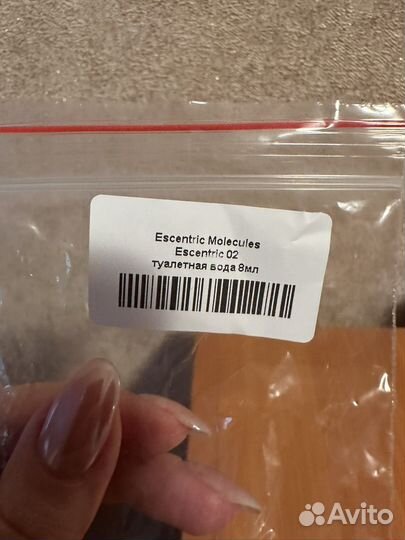 Escentric Molecules
Escentric 02
туалетная вода 8мл
Avito